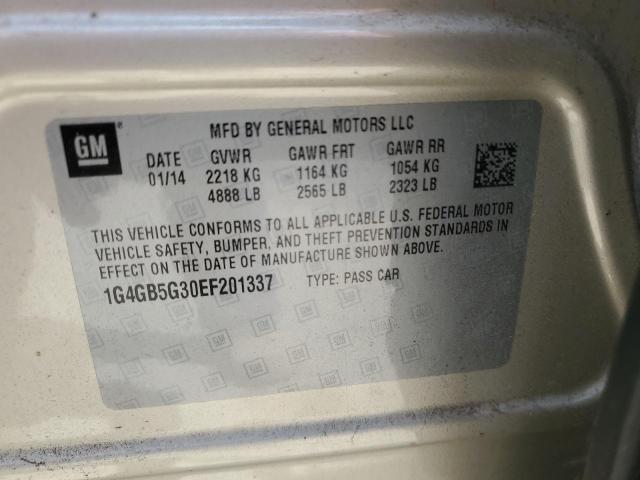 GM
MFD BY GENERAL MOTORS LLC
DATE GVWR GAWR FRT GAWR RR
01/14 2218 KG 1164 KG 1054 KG
4888 LB 2565 LB 2323 LB
THIS VEHICLE CONFORMS TO ALL APPLICABLE U.S. FEDERAL MOTOR
VEHICLE SAFETY, BUMPER, AND THEFT PREVENTION STANDARDS IN
EFFECT ON THE DATE OF MANUFACTURE SHOWN ABOVE.
1G4GB5G30EF201337 TYPE: PASS CAR